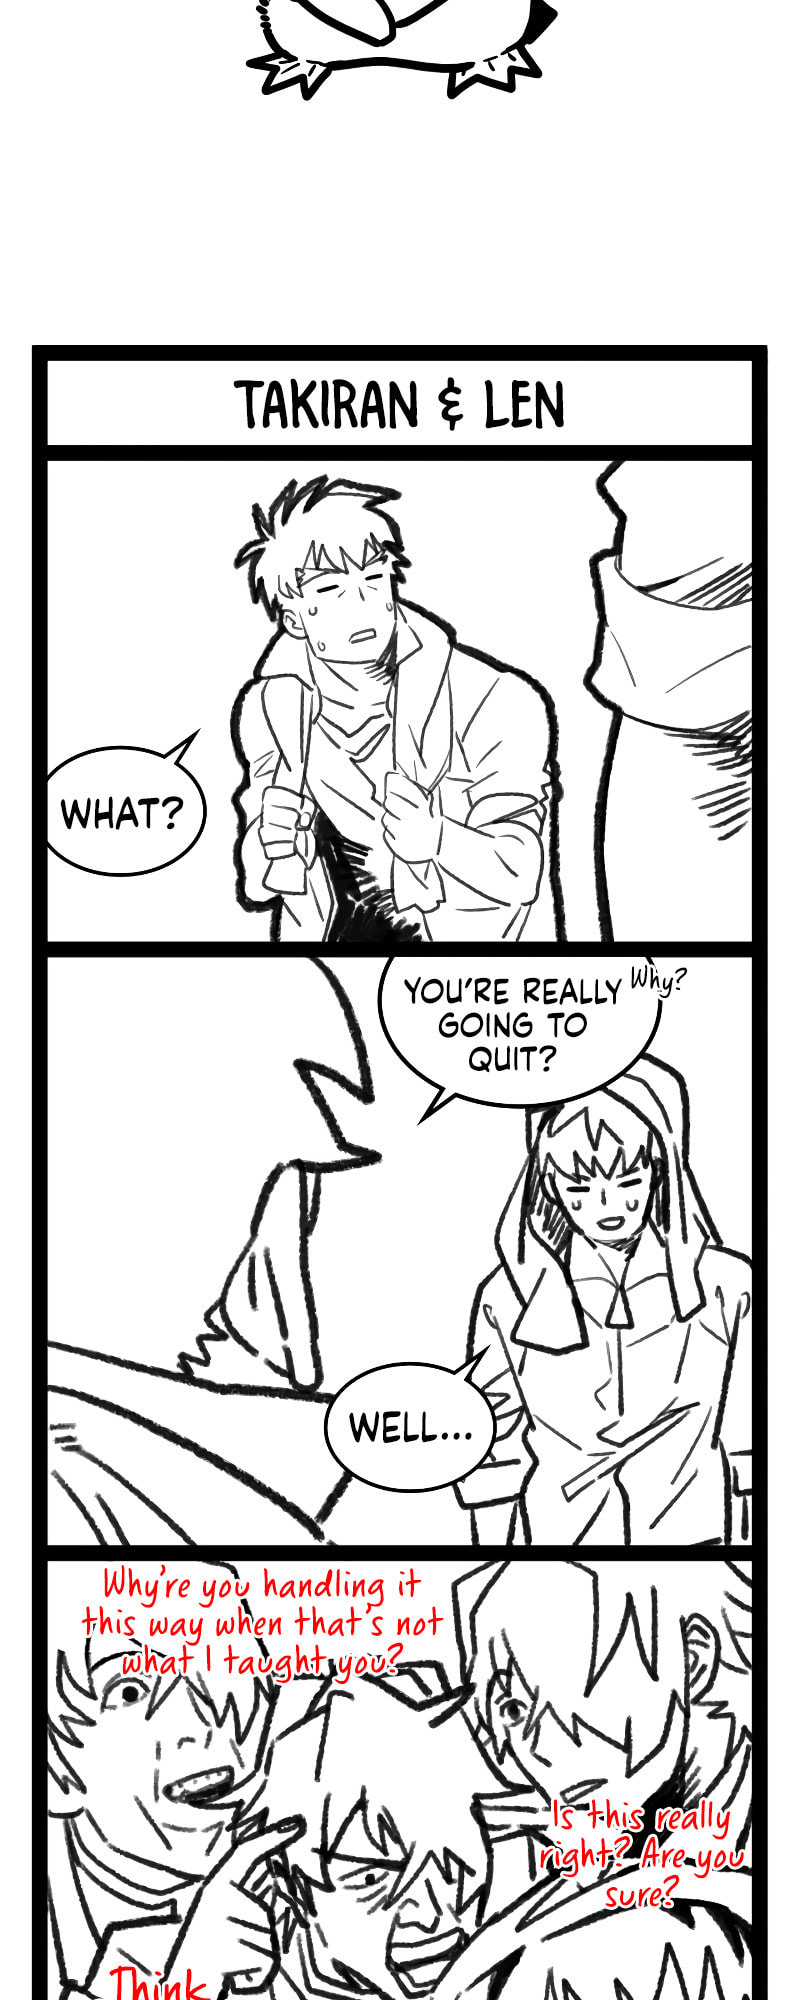 TAKIRAN & LEN
WHAT?
YOU'RE REALLY
GOING TO
QUIT?
Why?
WELL...
Why're you handling it
this way when that's not
what I taught you?
Is this really
right? Are you
sure?
Think